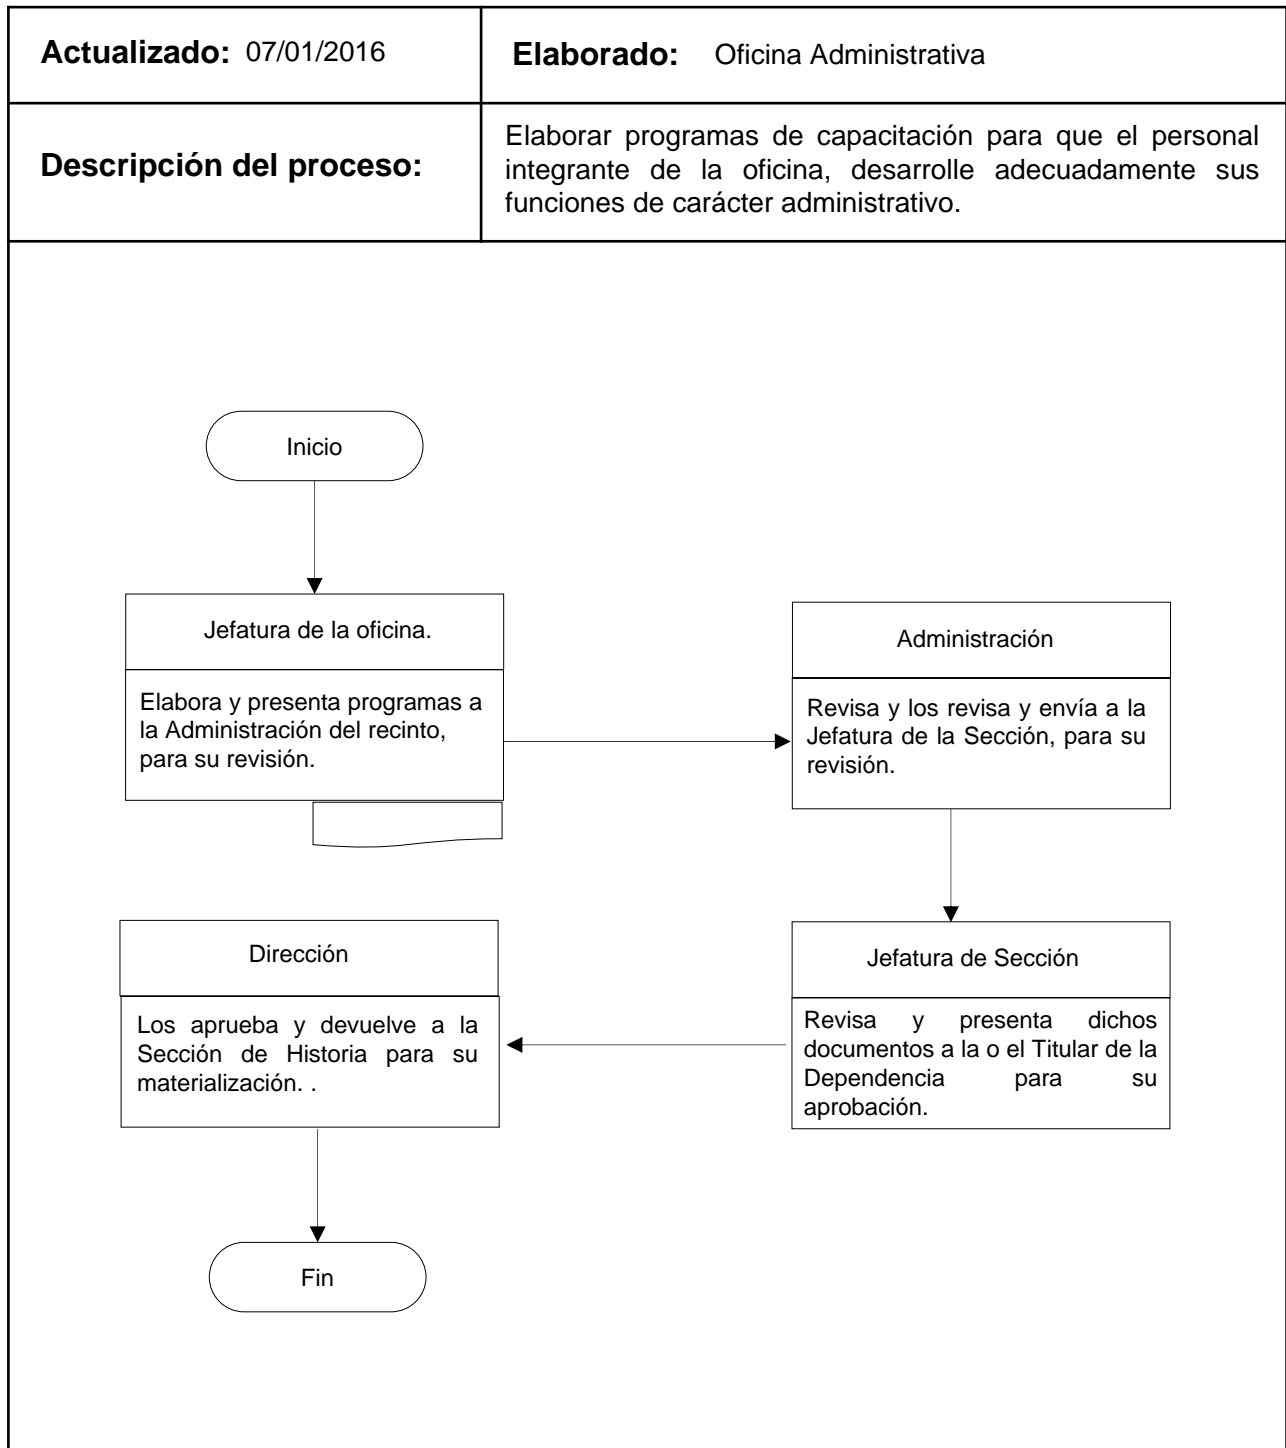 Actualizado: 07/01/2016
Elaborado: Oficina Administrativa
Descripción del proceso:
Elaborar programas de capacitación para que el personal
integrante de la oficina, desarrolle adecuadamente sus
funciones de carácter administrativo.
Inicio
Jefatura de la oficina.
Elabora y presenta programas a
la Administración del recinto,
para su revisión.
Administración
Revisa y los revisa y envía a la
Jefatura de la Sección, para su
revisión.
Jefatura de Sección
Revisa y presenta dichos
documentos a la o el Titular de la
Dependencia para su
aprobación.
Dirección
Los aprueba y devuelve a la
Sección de Historia para su
materialización. .
Fin